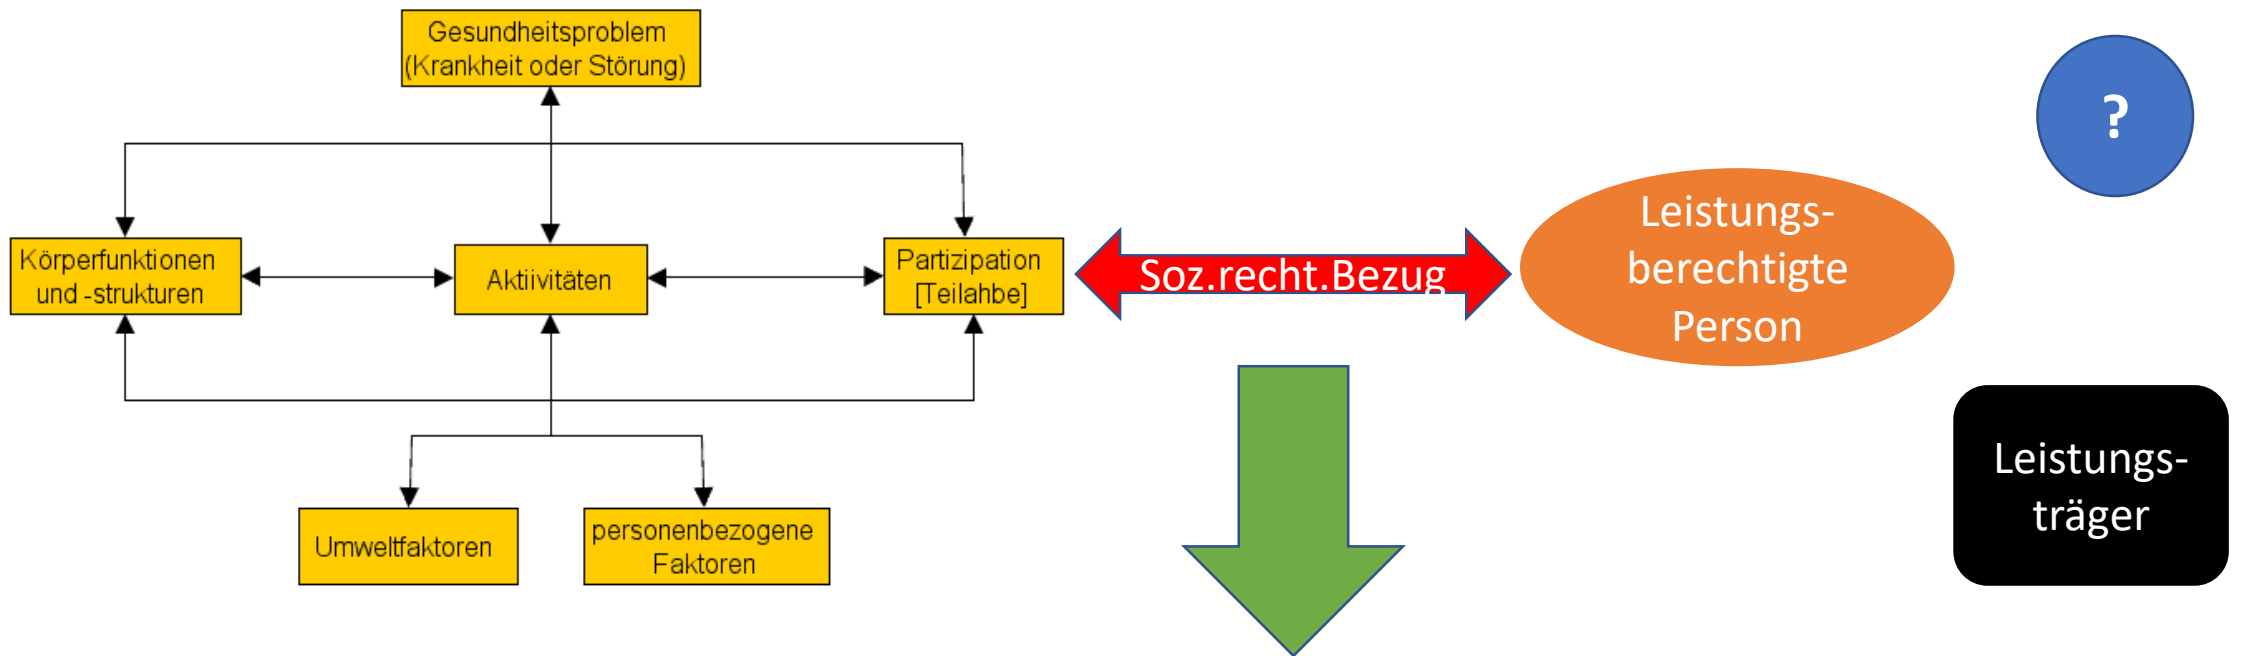 Gesundheitsproblem
(Krankheit oder Störung)
?
Körperfunktionen
und -strukturen
Aktiivitäten
Partizipation
[Teilahbe]
Soz.recht.Bezug
Leistungs-
berechtigte
Person
Leistungs-
träger
Umweltfaktoren
personenbezogene
Faktoren